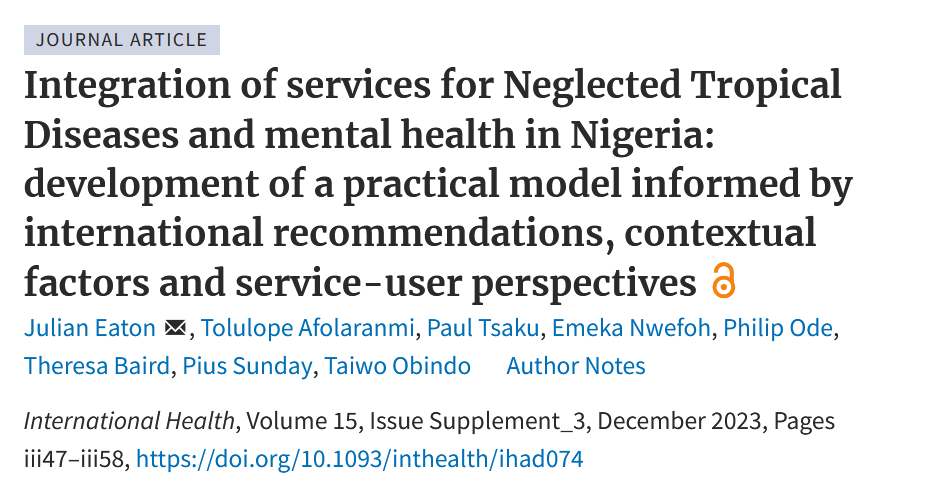 JOURNAL ARTICLE
Integration of services for Neglected Tropical
Diseases and mental health in Nigeria:
development of a practical model informed by
international recommendations, contextual
factors and service-user perspectives
Julian Eaton, Tolulope Afolaranmi, Paul Tsaku, Emeka Nwefoh, Philip Ode,
Theresa Baird, Pius Sunday, Taiwo Obindo Author Notes
International Health, Volume 15, Issue Supplement_3, December 2023, Pages
iii47–iii58, https://doi.org/10.1093/inthealth/ihad074